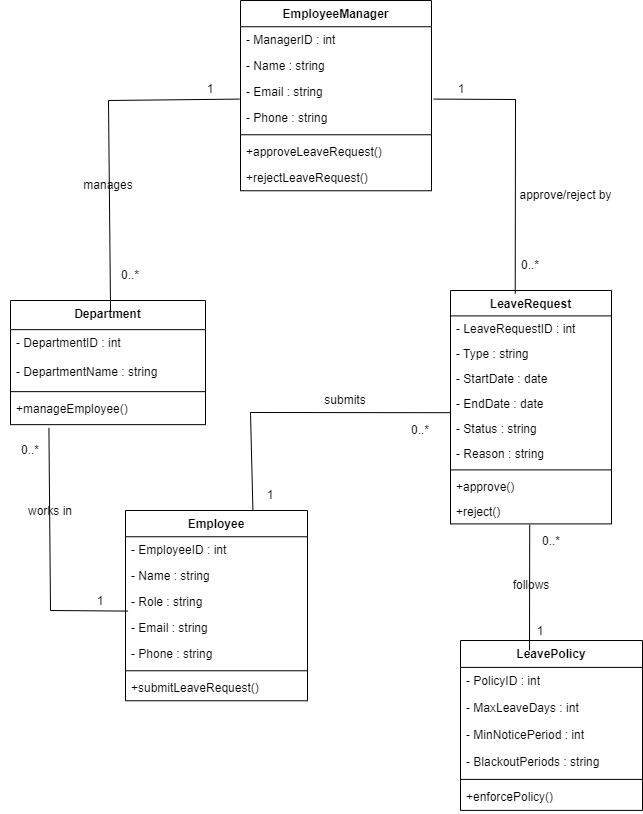 EmployeeManager
- ManagerID : int
- Name : string
- Email : string
- Phone : string
+approveLeaveRequest()
+rejectLeaveRequest()
1
1
manages
approve/reject by
0..*
0..*
Department
- DepartmentID : int
- DepartmentName : string
+manageEmployee()
LeaveRequest
- LeaveRequestID : int
- Type : string
- StartDate : date
- EndDate : date
- Status : string
- Reason : string
+approve()
+reject()
submits
0..*
1
0..*
works in
1
Employee
- EmployeeID : int
- Name : string
- Role : string
- Email : string
- Phone : string
+submitLeaveRequest()
0..*
follows
1
LeavePolicy
- PolicyID : int
- MaxLeaveDays : int
- MinNoticePeriod : int
- BlackoutPeriods : string
+enforcePolicy()